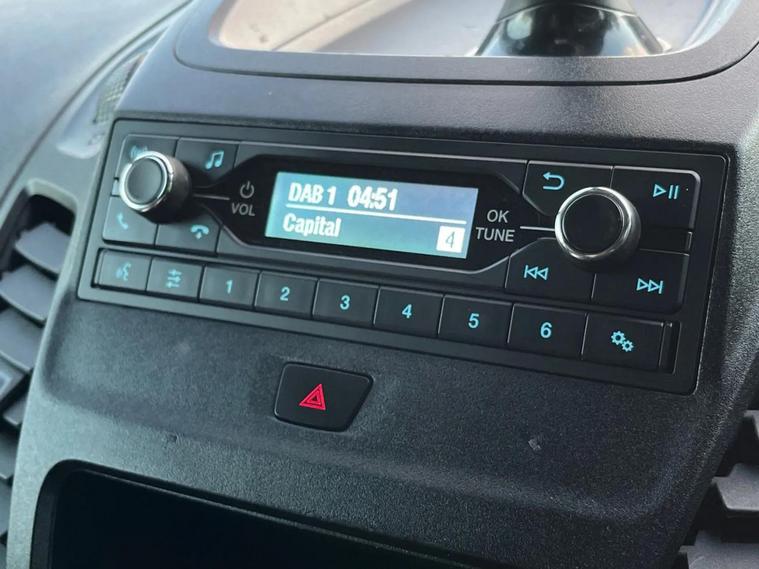 DAB 1 04:51
Capital 4
VOL
OK
TUNE
1 2 3 4 5 6